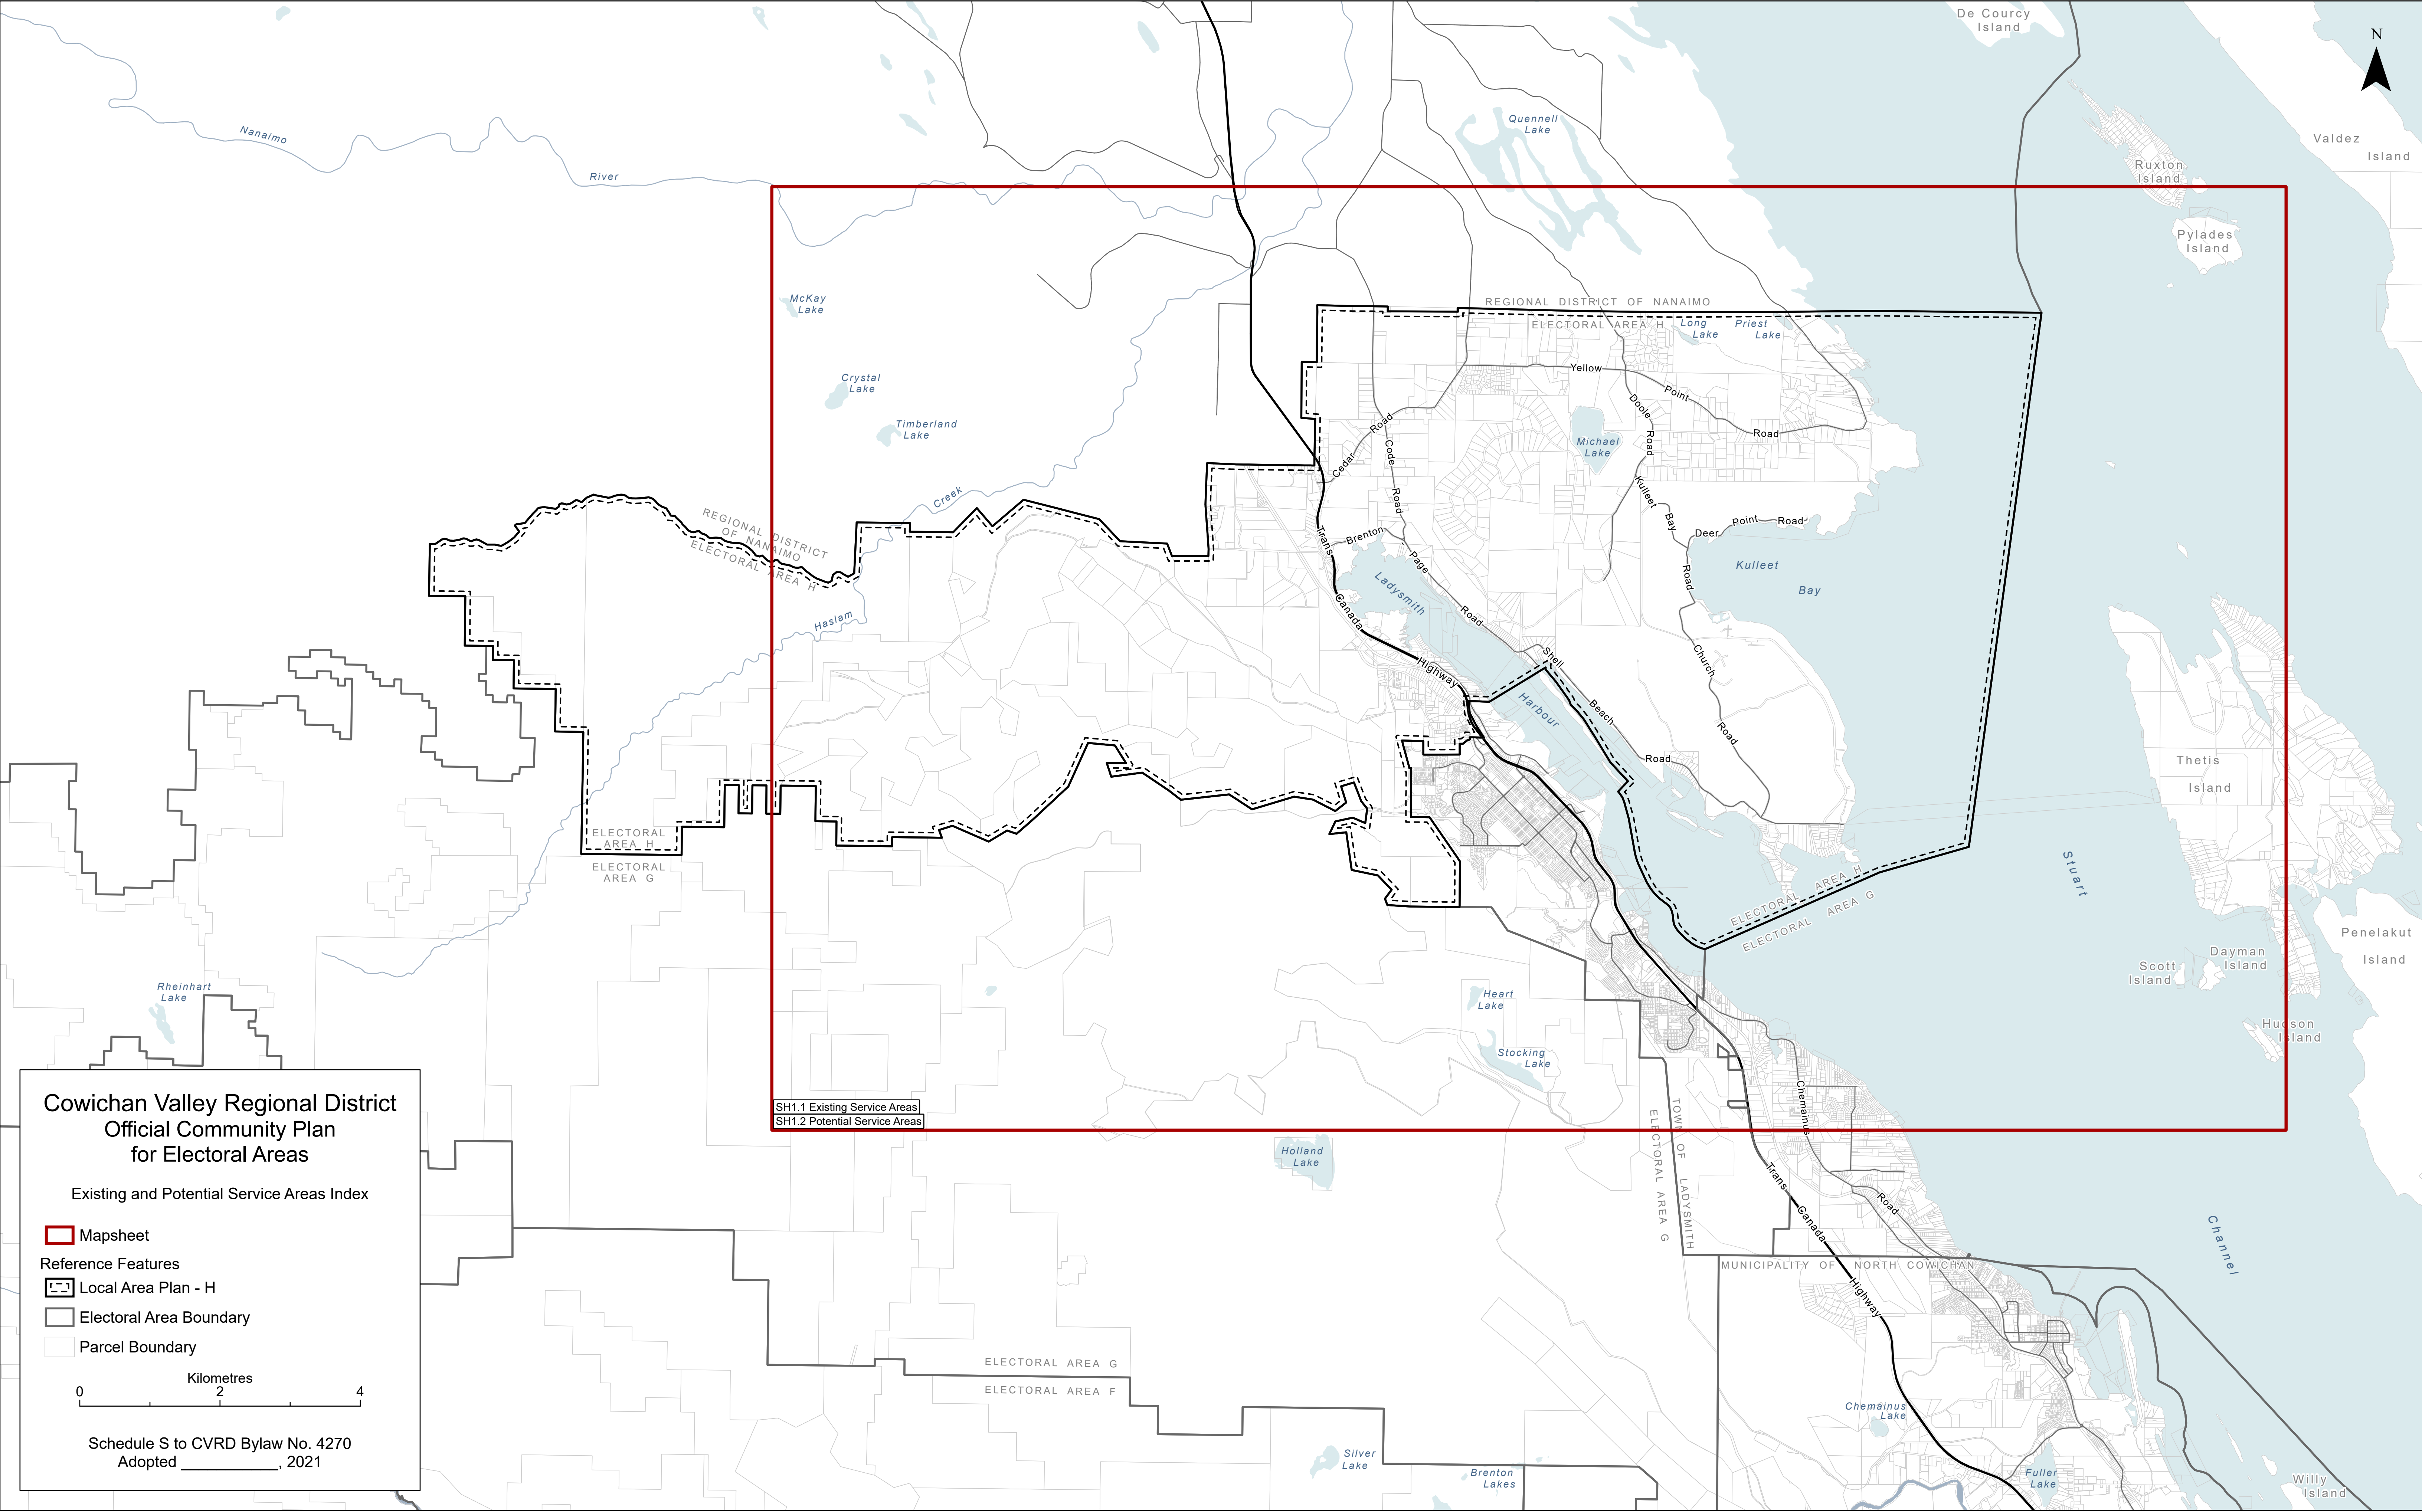 De Courcy
Island
N
Nanaimo
River
Quennell
Lake
Valdez
Island
Ruxton
Island
Pylades
Island
McKay
Lake
REGIONAL DISTRICT OF NANAIMO
ELECTORAL AREA H
Long
Lake
Priest
Lake
Crystal
Lake
Yellow
Point
Road
Doole
Road
Timberland
Lake
Cedar
Road
Code
Road
Michael
Lake
Creek
Haslam
REGIONAL DISTRICT
OF NANAIMO
ELECTORAL AREA H
Kulleet
Bay
Road
Deer
Point
Road
Trans
Canada
Highway
Brenton
Page
Road
Ladysmith
Harbour
Kulleet
Bay
Shell
Beach
Road
Church
Road
Thetis
Island
ELECTORAL
AREA H
ELECTORAL
AREA G
Stuart
Channel
ELECTORAL AREA H
ELECTORAL AREA G
Penelakut
Island
Dayman
Island
Scott
Island
Hudson
Island
Rheinhart
Lake
Heart
Lake
Stocking
Lake
SH1.1 Existing Service Areas
SH1.2 Potential Service Areas
Holland
Lake
TOWN OF LADYSMITH
ELECTORAL AREA G
Chemainus
Road
Trans
Canada
Highway
MUNICIPALITY OF NORTH COWICHAN
ELECTORAL AREA G
ELECTORAL AREA F
Chemainus
Lake
Silver
Lake
Brenton
Lakes
Fuller
Lake
Willy
Island
Cowichan Valley Regional District
Official Community Plan
for Electoral Areas
Existing and Potential Service Areas Index
Mapsheet
Reference Features
Local Area Plan - H
Electoral Area Boundary
Parcel Boundary
Kilometres
0 2 4
Schedule S to CVRD Bylaw No. 4270
Adopted ____________, 2021